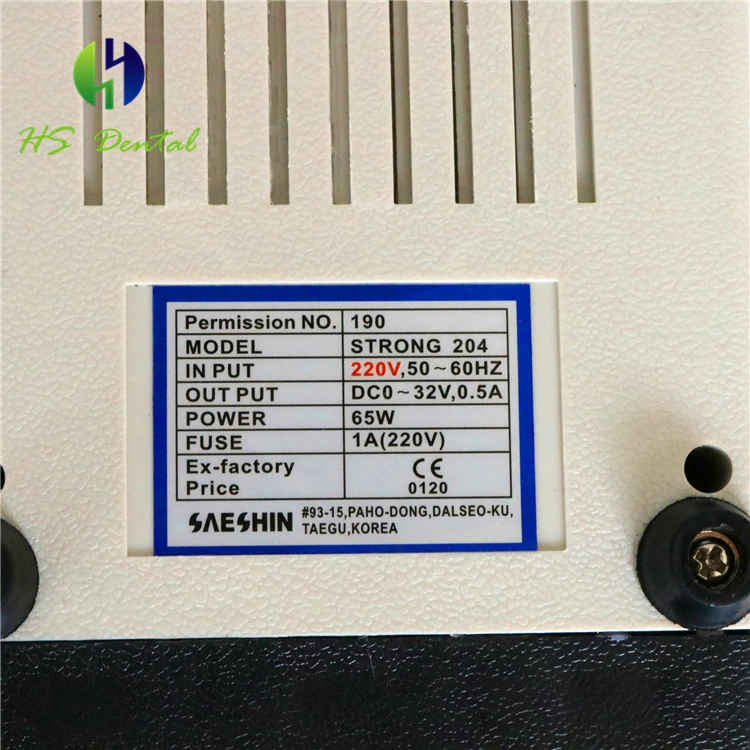 HS Dental
Permission NO. 190
MODEL STRONG 204
IN PUT 220V,50~60HZ
OUT PUT DC0~32V,0.5A
POWER 65W
FUSE 1A(220V)
Ex-factory CE
Price 0120
SAESHIN #93-15,PAHO-DONG,DALSEO-KU,
TAEGU,KOREA